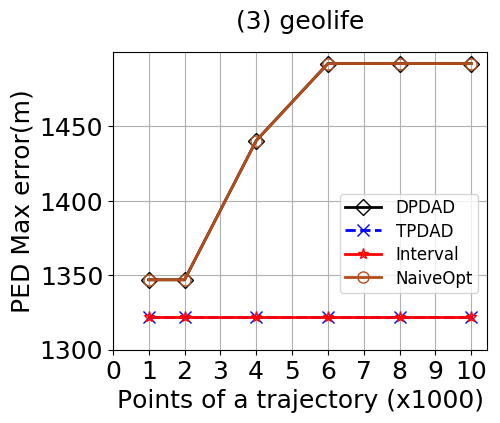 (3) geolife
PED Max error(m)
1450
1400
1350
1300
DPDAD
TPDAD
Interval
NaiveOpt
0 1 2 3 4 5 6 7 8 9 10
Points of a trajectory (x1000)